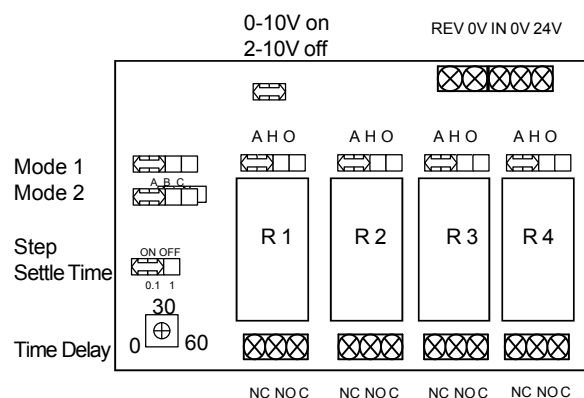 0-10V on
2-10V off
REV 0V IN 0V 24V
A H O A H O A H O A H O
Mode 1
A B C
Mode 2
R 1 R 2 R 3 R 4
Step
ON OFF
Settle Time
0.1 1
30
0 60
Time Delay
NC NO C NC NO C NC NO C NC NO C